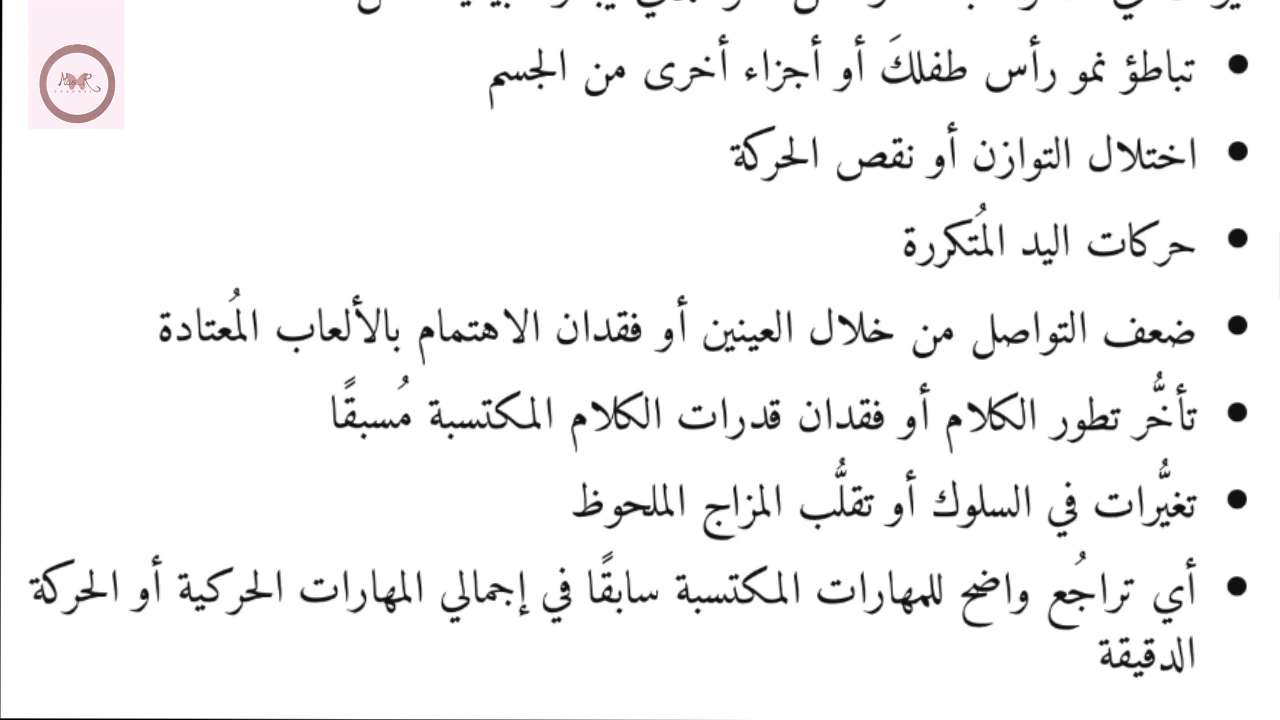 • تباطؤ نمو رأس طفلكَ أو أجزاء أخرى من الجسم
• اختلال التوازن أو نقص الحركة
• حركات اليد المُتكررة
• ضعف التواصل من خلال العينين أو فقدان الاهتمام بالألعاب المُعتادة
• تأخُّر تطور الكلام أو فقدان قدرات الكلام المكتسبة مُسبقًا
• تغيُّرات في السلوك أو تقلُّب المزاج الملحوظ
• أي تراجُع واضح للمهارات المكتسبة سابقًا في إجمالي المهارات الحركية أو الحركة
الدقيقة